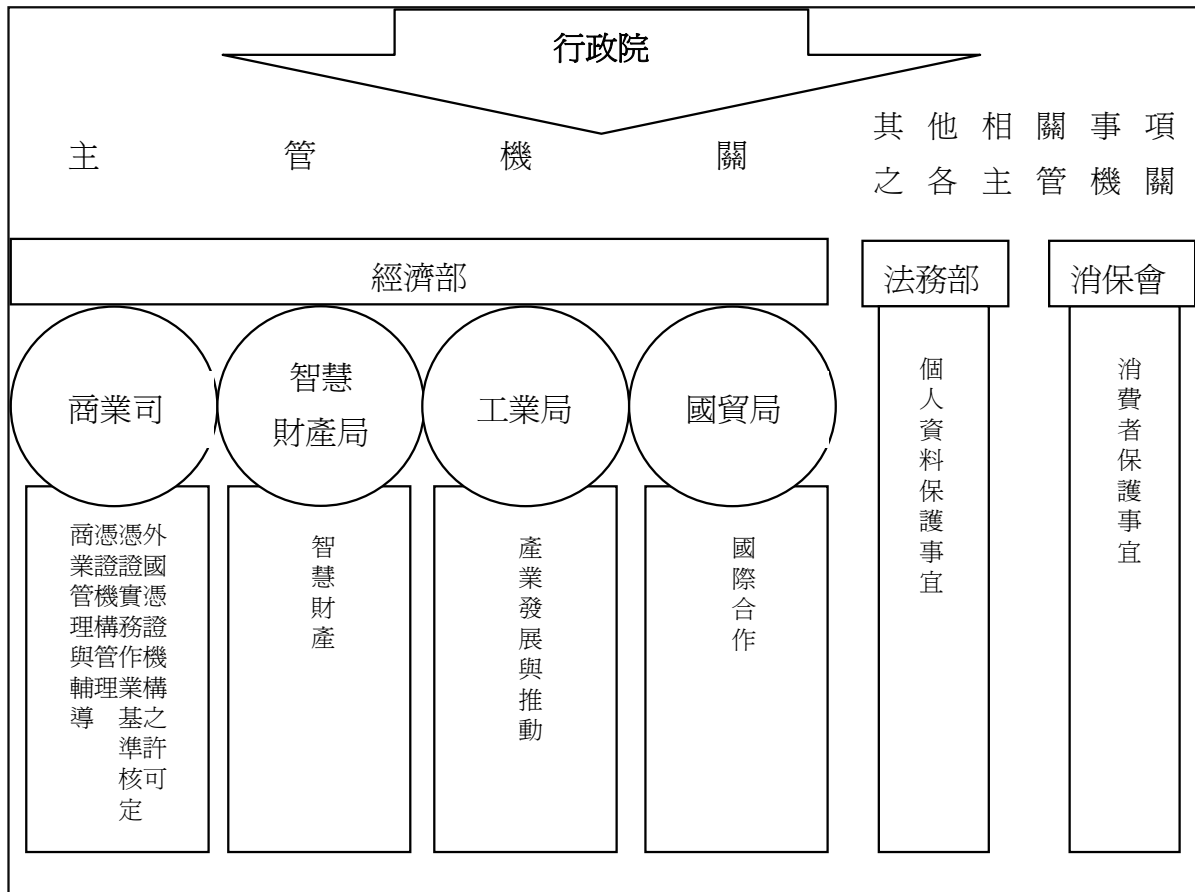 行政院
主管機關
其他相關事項
之各主管機關
經濟部
法務部
消保會
商業司
智慧
財產局
工業局
國貿局
外國憑證機構之許可
憑證實務作業基準核定
憑證機構管理
商業管理與輔導
智慧財產
產業發展與推動
國際合作
個人資料保護事宜
消費者保護事宜